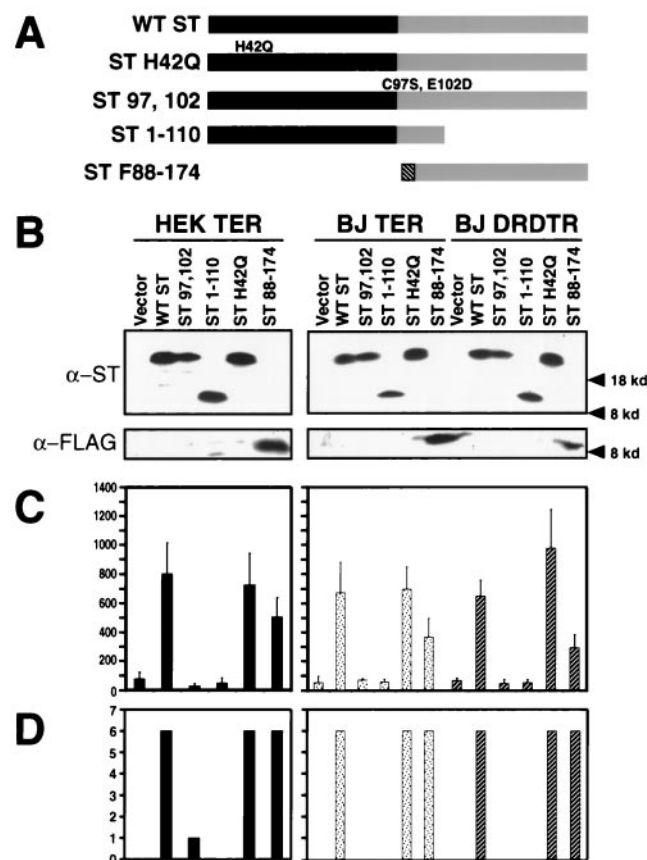 A
WT ST
H42Q
ST H42Q
C97S, E102D
ST 97, 102
ST 1-110
ST F88-174
B
HEK TER
BJ TER
BJ DRDTR
Vector
WT ST
ST 97,102
ST 1-110
ST H42Q
ST 88-174
Vector
WT ST
ST 97,102
ST 1-110
ST H42Q
ST 88-174
Vector
WT ST
ST 97,102
ST 1-110
ST H42Q
ST 88-174
α-ST
18 kd
8 kd
α-FLAG
8 kd
C
1400
1200
1000
800
600
400
200
0
D
7
6
5
4
3
2
1
0